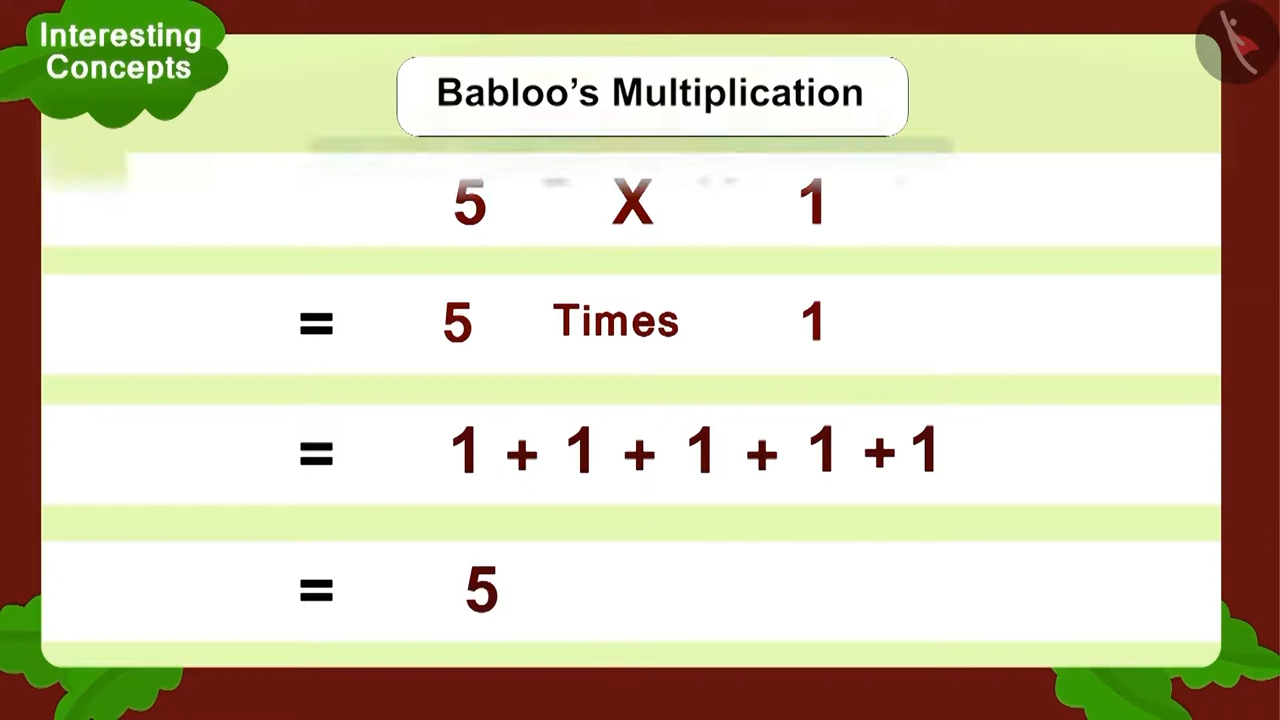 Interesting
Concepts
Babloo's Multiplication
5 X 1
= 5 Times 1
= 1 + 1 + 1 + 1 + 1
= 5